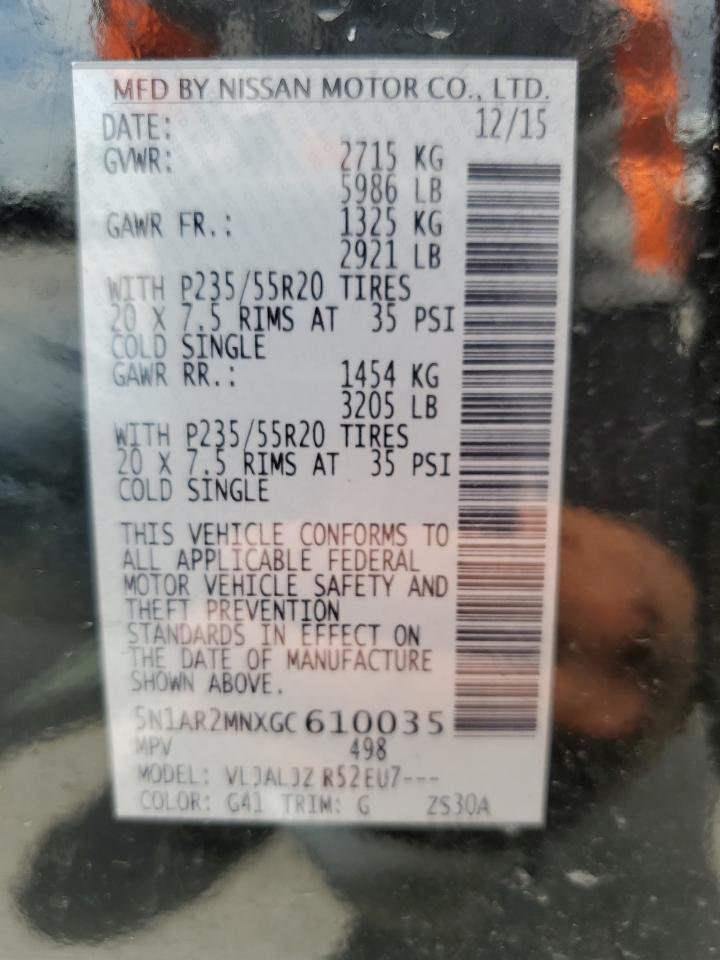 MFD BY NISSAN MOTOR CO., LTD.
DATE: 12/15
GVWR: 2715 KG
5986 LB
GAWR FR.: 1325 KG
2921 LB
WITH P235/55R20 TIRES
20 X 7.5 RIMS AT 35 PSI
COLD SINGLE
GAWR RR.: 1454 KG
3205 LB
WITH P235/55R20 TIRES
20 X 7.5 RIMS AT 35 PSI
COLD SINGLE
THIS VEHICLE CONFORMS TO
ALL APPLICABLE FEDERAL
MOTOR VEHICLE SAFETY AND
THEFT PREVENTION
STANDARDS IN EFFECT ON
THE DATE OF MANUFACTURE
SHOWN ABOVE.
5N1AR2MNXGC610035
MPV 498
MODEL: VLJALJZ R52EU7---
COLOR: G41 TRIM: G ZS30A